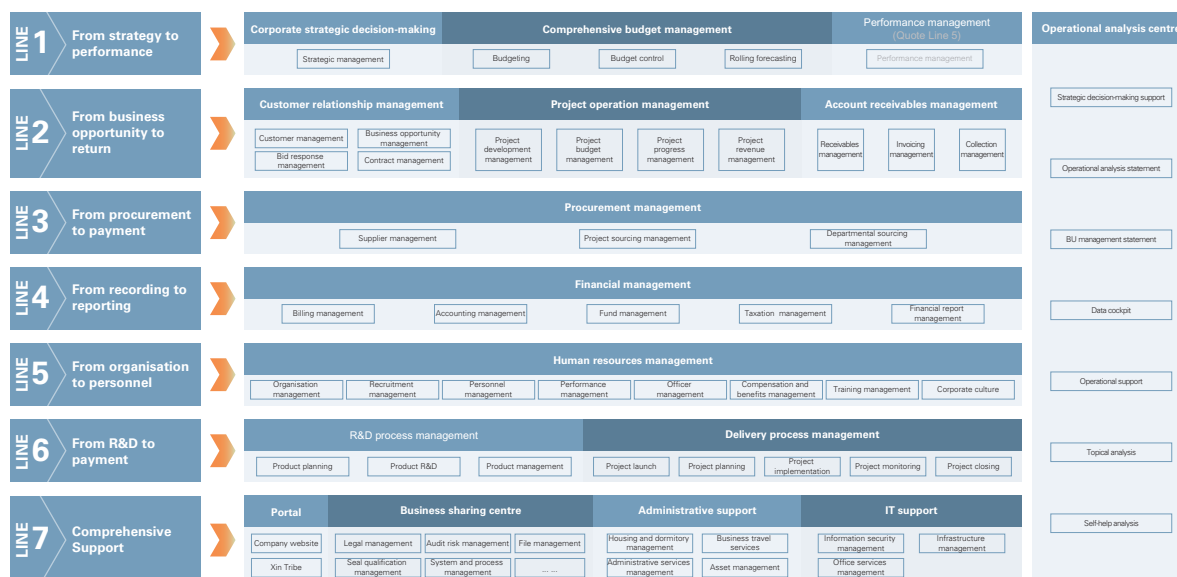 LINE 1
From strategy to
performance
Corporate strategic decision-making
Strategic management
Comprehensive budget management
Budgeting
Budget control
Rolling forecasting
Performance management
(Quote Line 5)
Performance management
LINE 2
From business
opportunity to
return
Customer relationship management
Customer management
Business opportunity
management
Bid response
management
Contract management
Project operation management
Project
development
management
Project
budget
management
Project
progress
management
Project
revenue
management
Account receivables management
Receivables
management
Invoicing
management
Collection
management
LINE 3
From procurement
to payment
Procurement management
Supplier management
Project sourcing management
Departmental sourcing
management
LINE 4
From recording to
reporting
Financial management
Billing management
Accounting management
Fund management
Taxation management
Financial report
management
LINE 5
From organisation
to personnel
Human resources management
Organisation
management
Recruitment
management
Personnel
management
Performance
management
Officer
management
Compensation and
benefits management
Training management
Corporate culture
LINE 6
From R&D to
payment
R&D process management
Product planning
Product R&D
Product management
Delivery process management
Project launch
Project planning
Project
implementation
Project monitoring
Project closing
LINE 7
Comprehensive
Support
Portal
Company website
Xin Tribe
Business sharing centre
Legal management
Audit risk management
File management
Seal qualification
management
System and process
management
... ...
Administrative support
Housing and dormitory
management
Business travel
services
Administrative services
management
Asset management
IT support
Information security
management
Infrastructure
management
Office services
management
Operational analysis centre
Strategic decision-making support
Operational analysis statement
BU management statement
Data cockpit
Operational support
Topical analysis
Self-help analysis